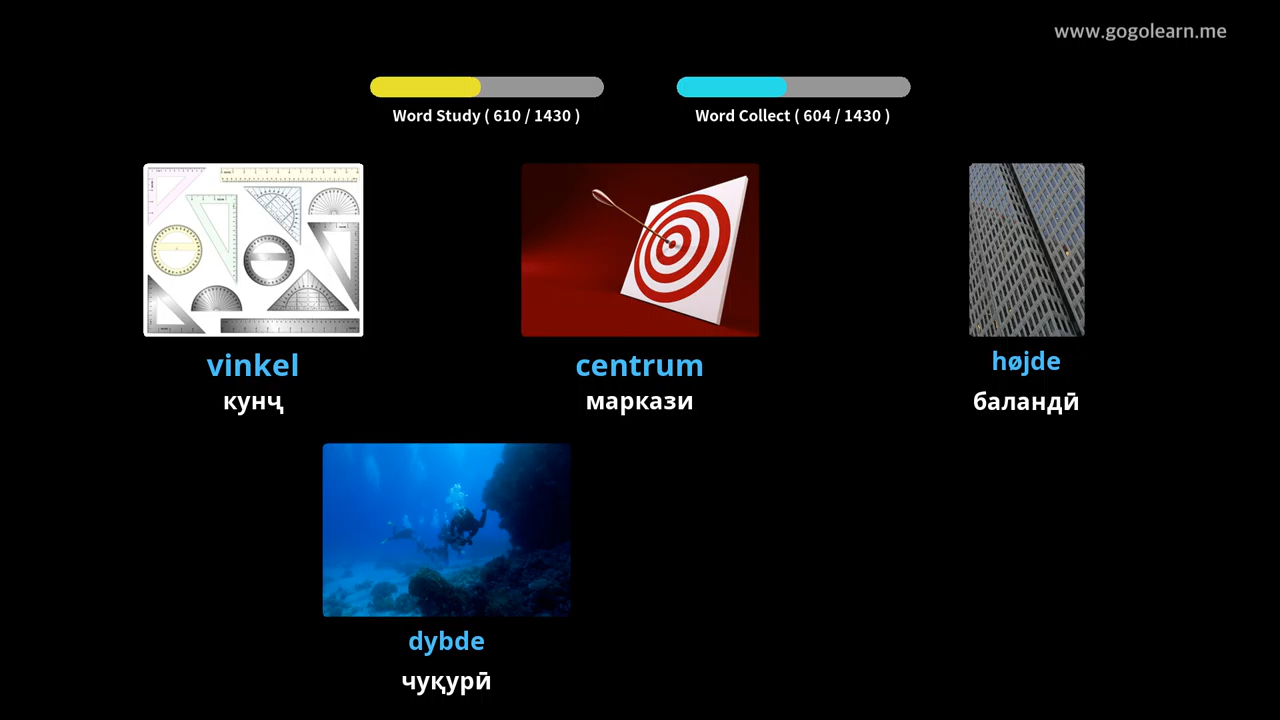 www.gogolearn.me
Word Study ( 610 / 1430 )
Word Collect ( 604 / 1430 )
vinkel
кунҷ
centrum
маркази
højde
баландӣ
dybde
чуқурӣ